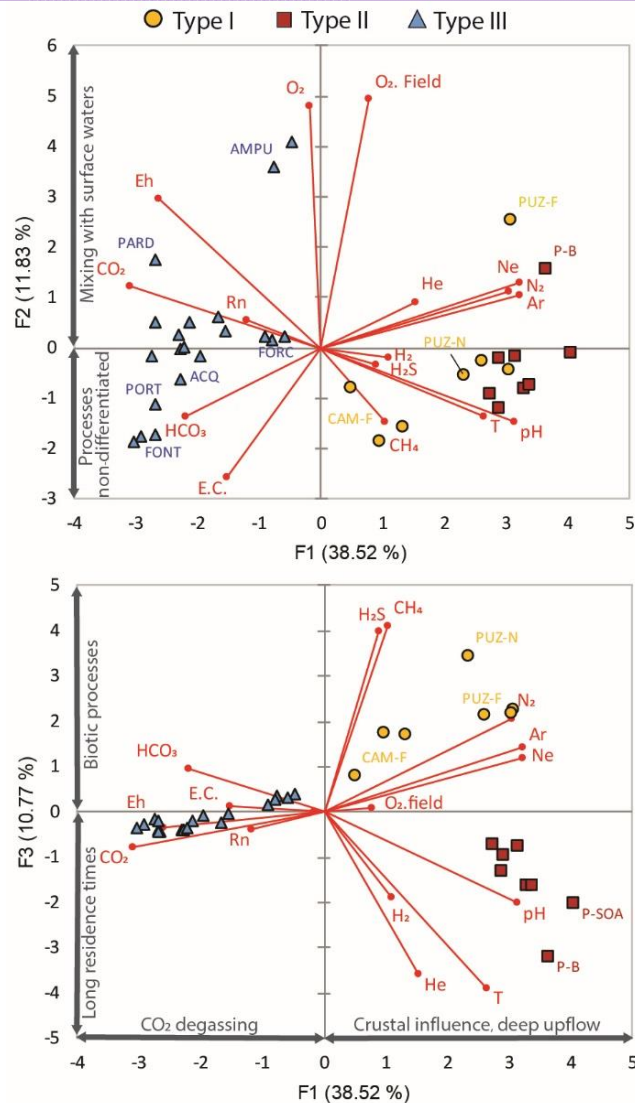 Type I Type II Type III
6
5
4
3
2
1
0
-1
-2
-3
F2 (11.83 %)
Mixing with surface waters
Processes
non-differentiated
O₂
O₂. Field
AMPU
Eh
PUZ-F
PARD
P-B
CO₂
Ne
He
N₂
Rn
Ar
H₂
FORC
PUZ-N
H₂S
ACQ
PORT
CAM-F
HCO₃
T
pH
FONT
CH₄
E.C.
-4 -3 -2 -1 0 1 2 3 4 5
F1 (38.52 %)
5
4
3
2
1
0
-1
-2
-3
-4
-5
F3 (10.77 %)
Biotic processes
Long residence times
H₂S
CH₄
PUZ-N
PUZ-F
N₂
CAM-F
Ar
HCO₃
Ne
Eh
E.C.
O₂.field
CO₂
Rn
H₂
pH
P-SOA
P-B
He
T
CO₂ degassing
Crustal influence, deep upflow
-4 -3 -2 -1 0 1 2 3 4 5
F1 (38.52 %)